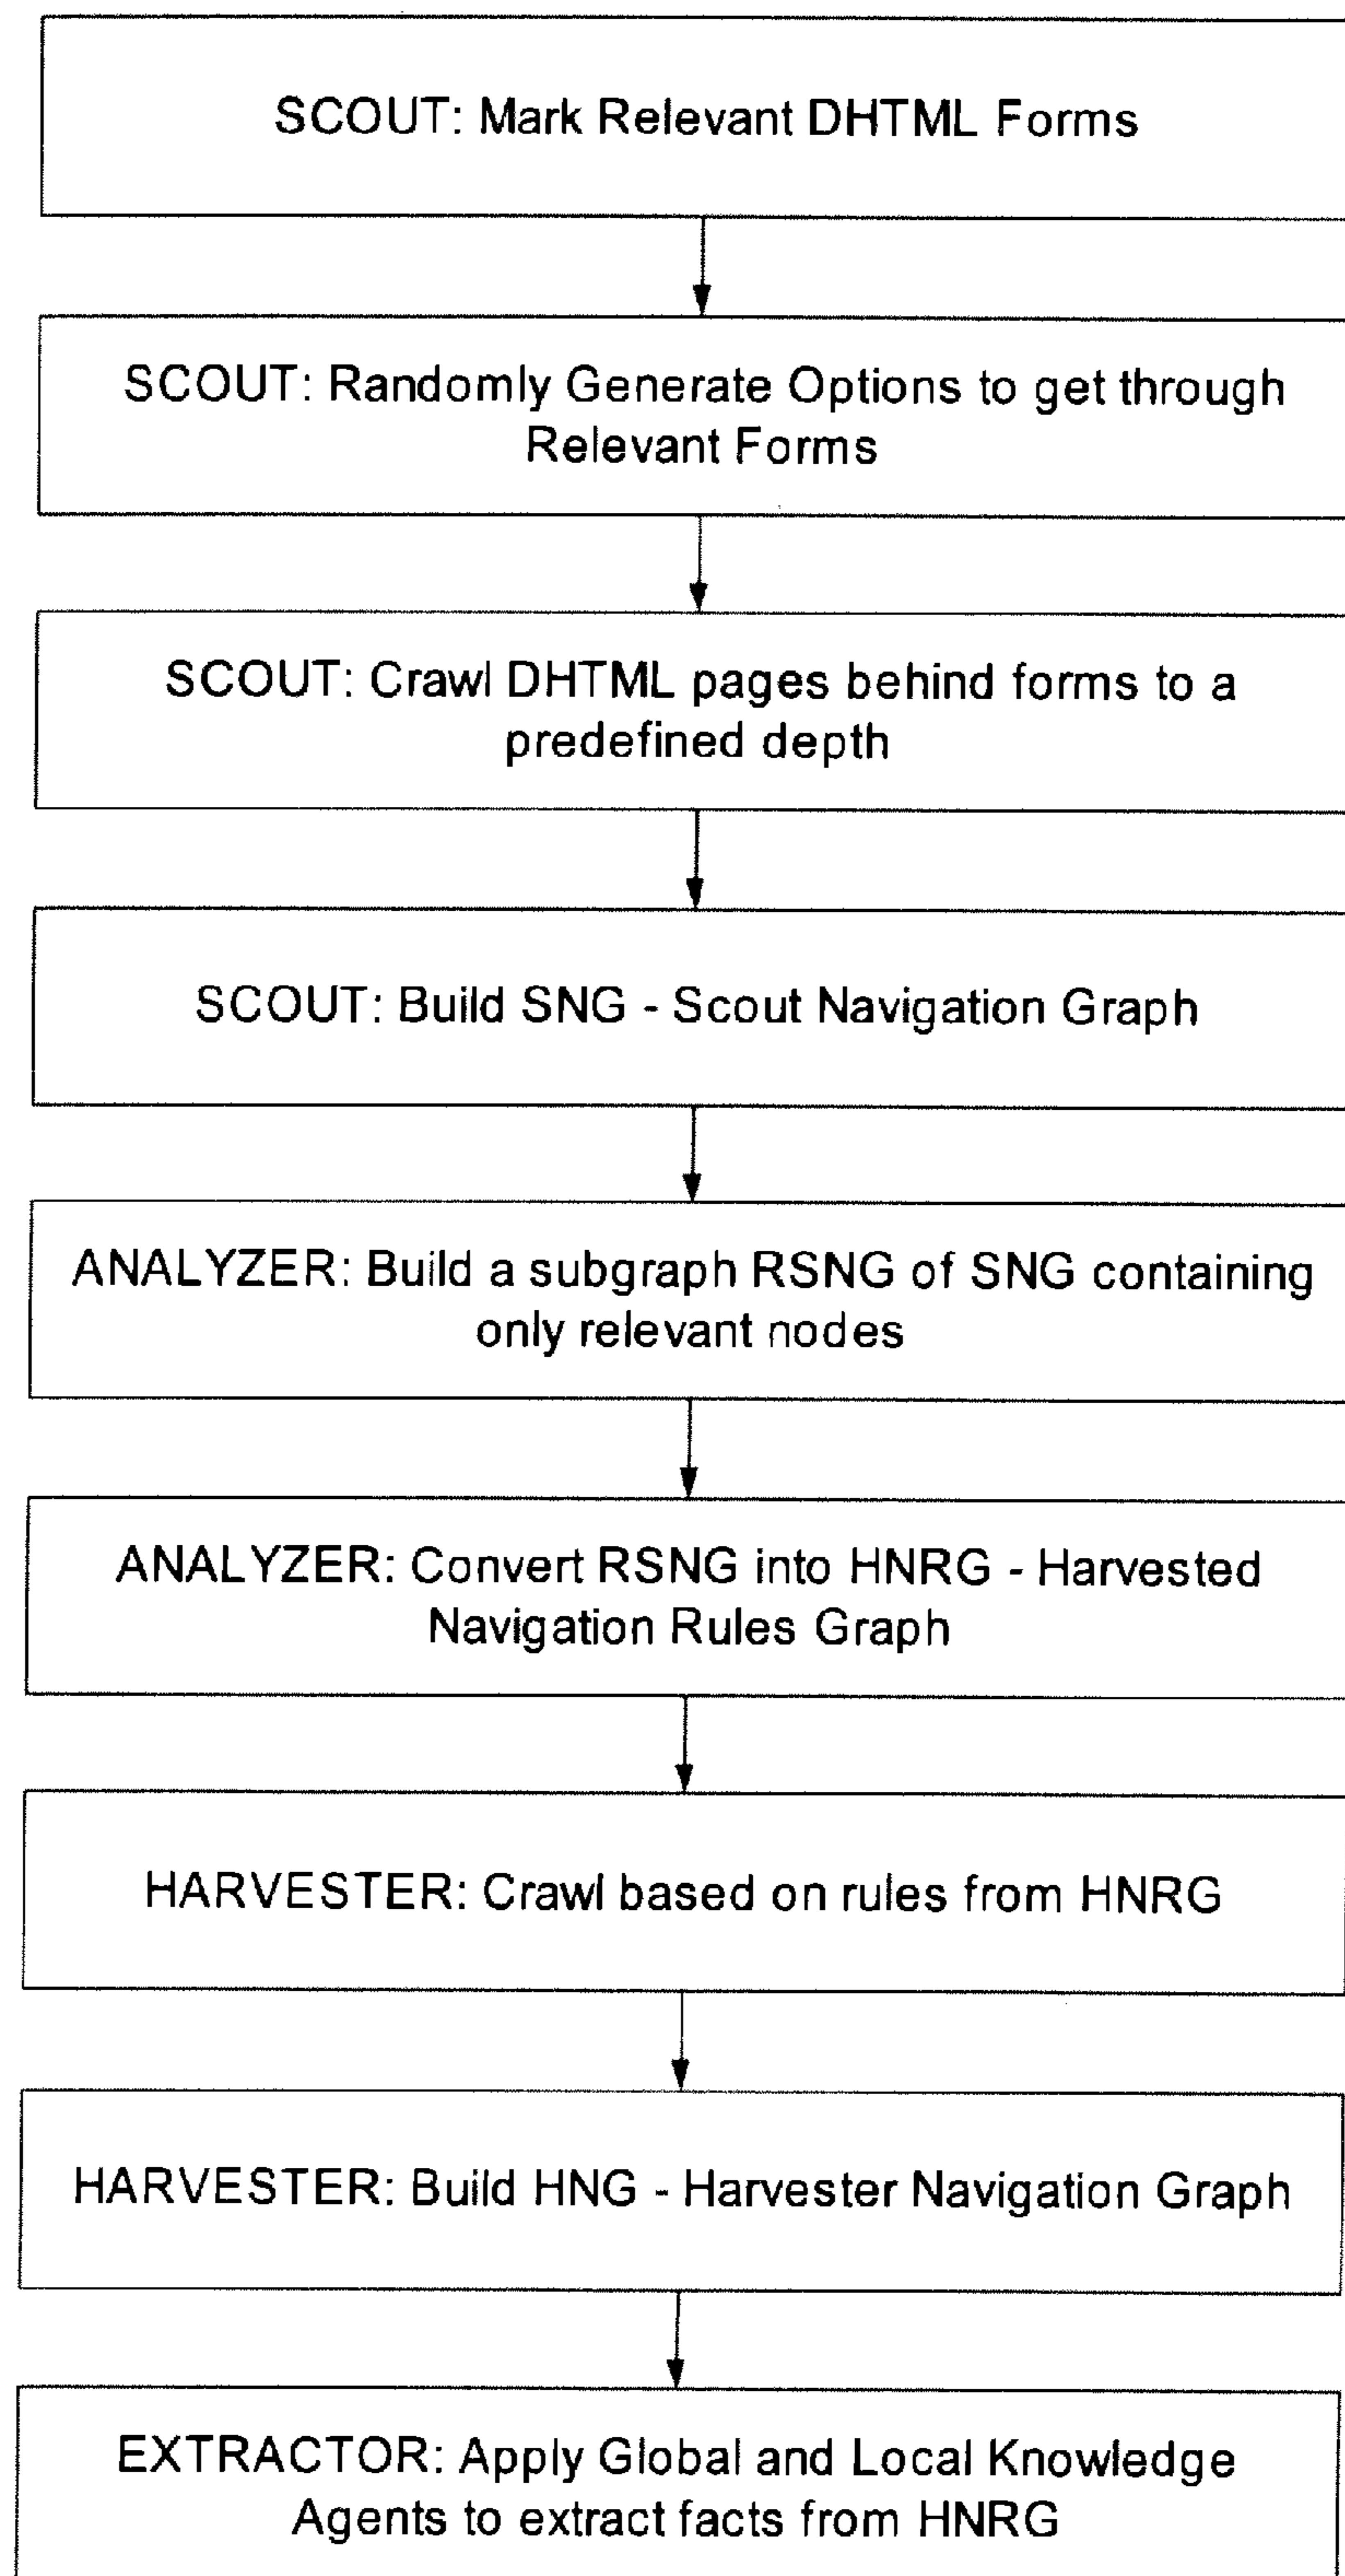 SCOUT: Mark Relevant DHTML Forms
SCOUT: Randomly Generate Options to get through
Relevant Forms
SCOUT: Crawl DHTML pages behind forms to a
predefined depth
SCOUT: Build SNG - Scout Navigation Graph
ANALYZER: Build a subgraph RSNG of SNG containing
only relevant nodes
ANALYZER: Convert RSNG into HNRG - Harvested
Navigation Rules Graph
HARVESTER: Crawl based on rules from HNRG
HARVESTER: Build HNG - Harvester Navigation Graph
EXTRACTOR: Apply Global and Local Knowledge
Agents to extract facts from HNRG